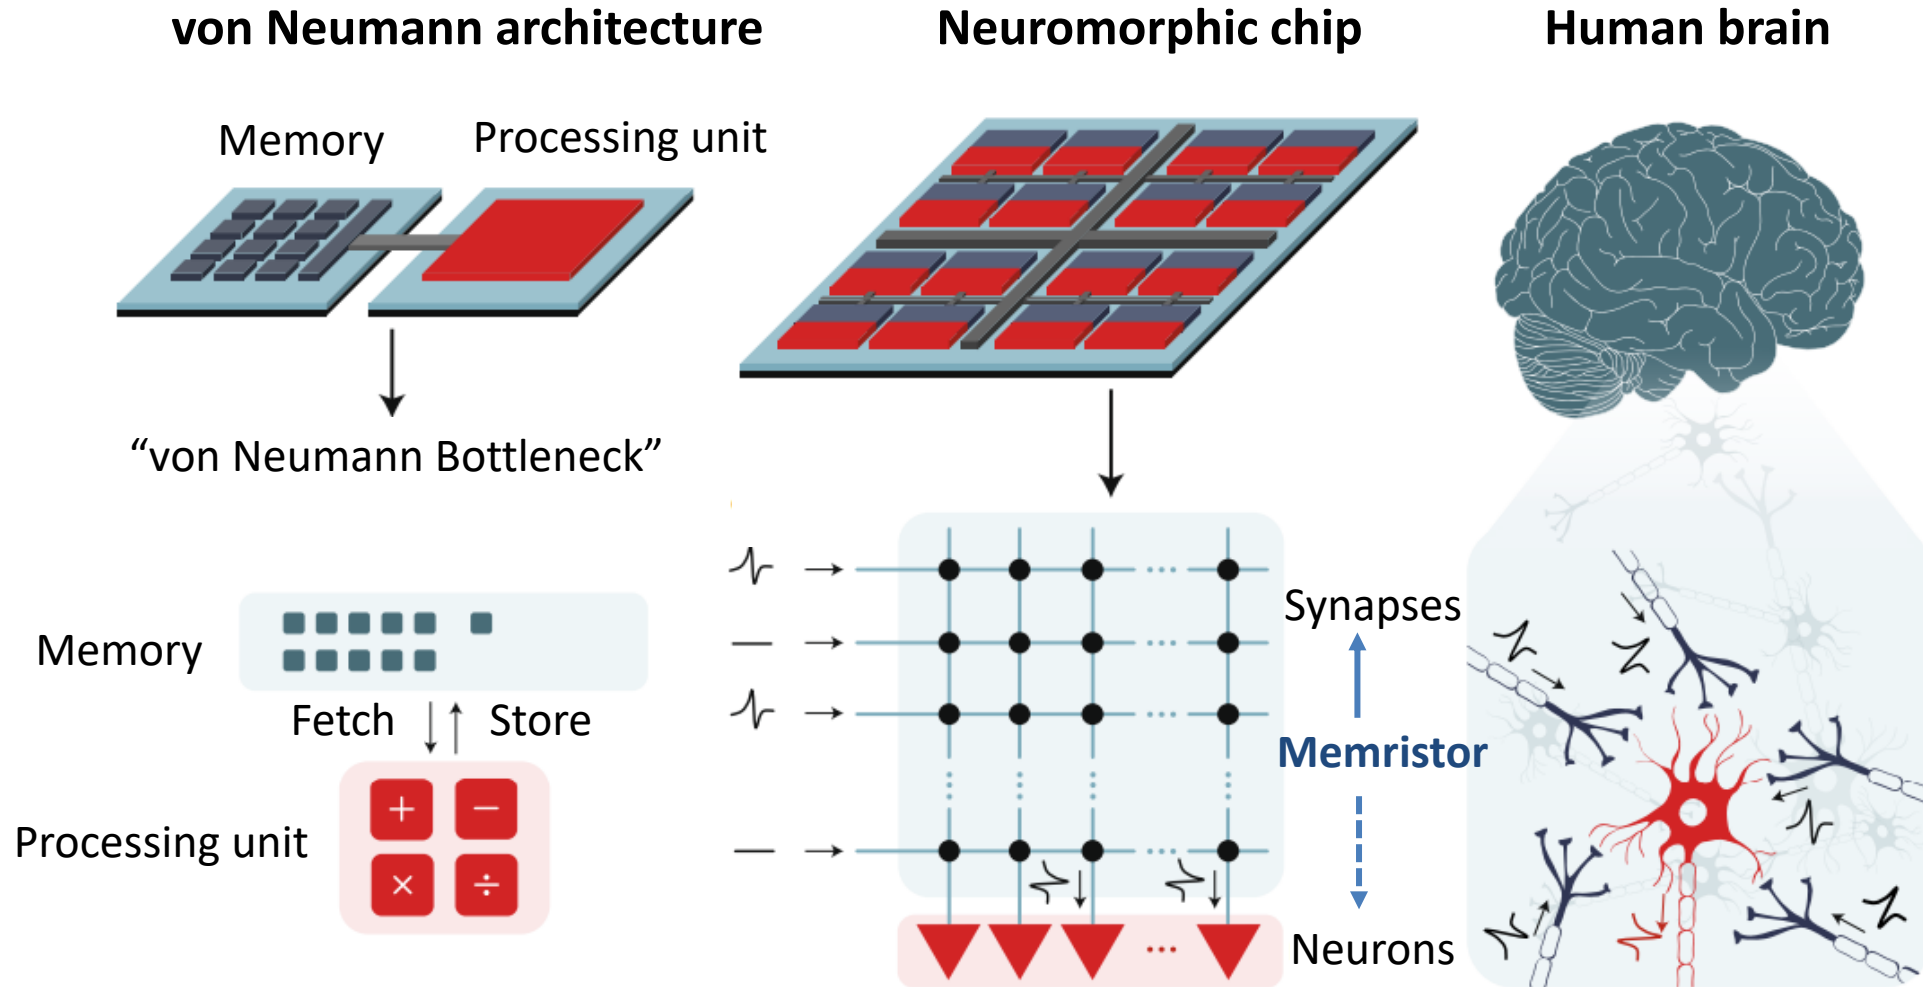 von Neumann architecture
Neuromorphic chip
Human brain
Memory
Processing unit
“von Neumann Bottleneck”
Memory
Fetch
Store
Processing unit
+ −
× ÷
Synapses
Memristor
Neurons